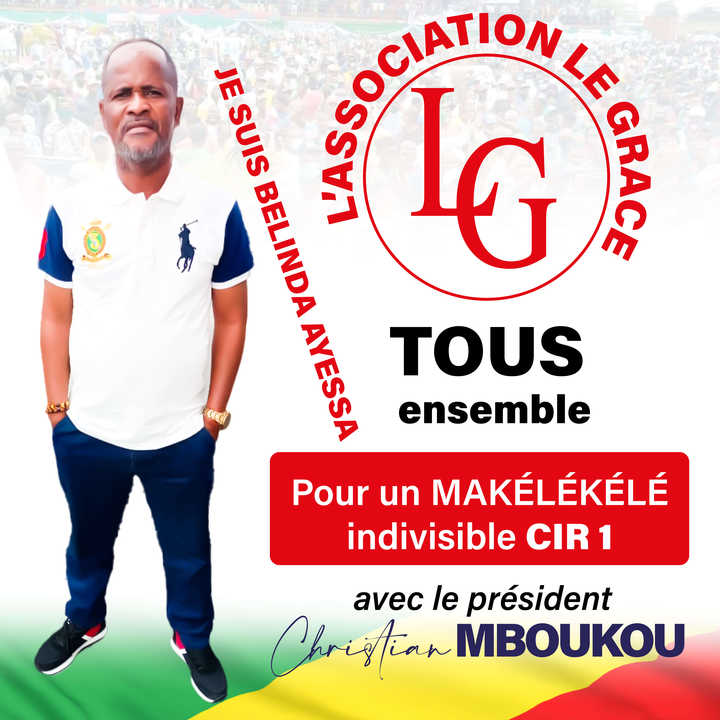 L'ASSOCIATION LE GRACE
LG
JE SUIS BELINDA AYESSA
TOUS
ensemble
Pour un MAKÉLÉKÉLÉ
indivisible CIR 1
avec le président
Christian MBOUKOU